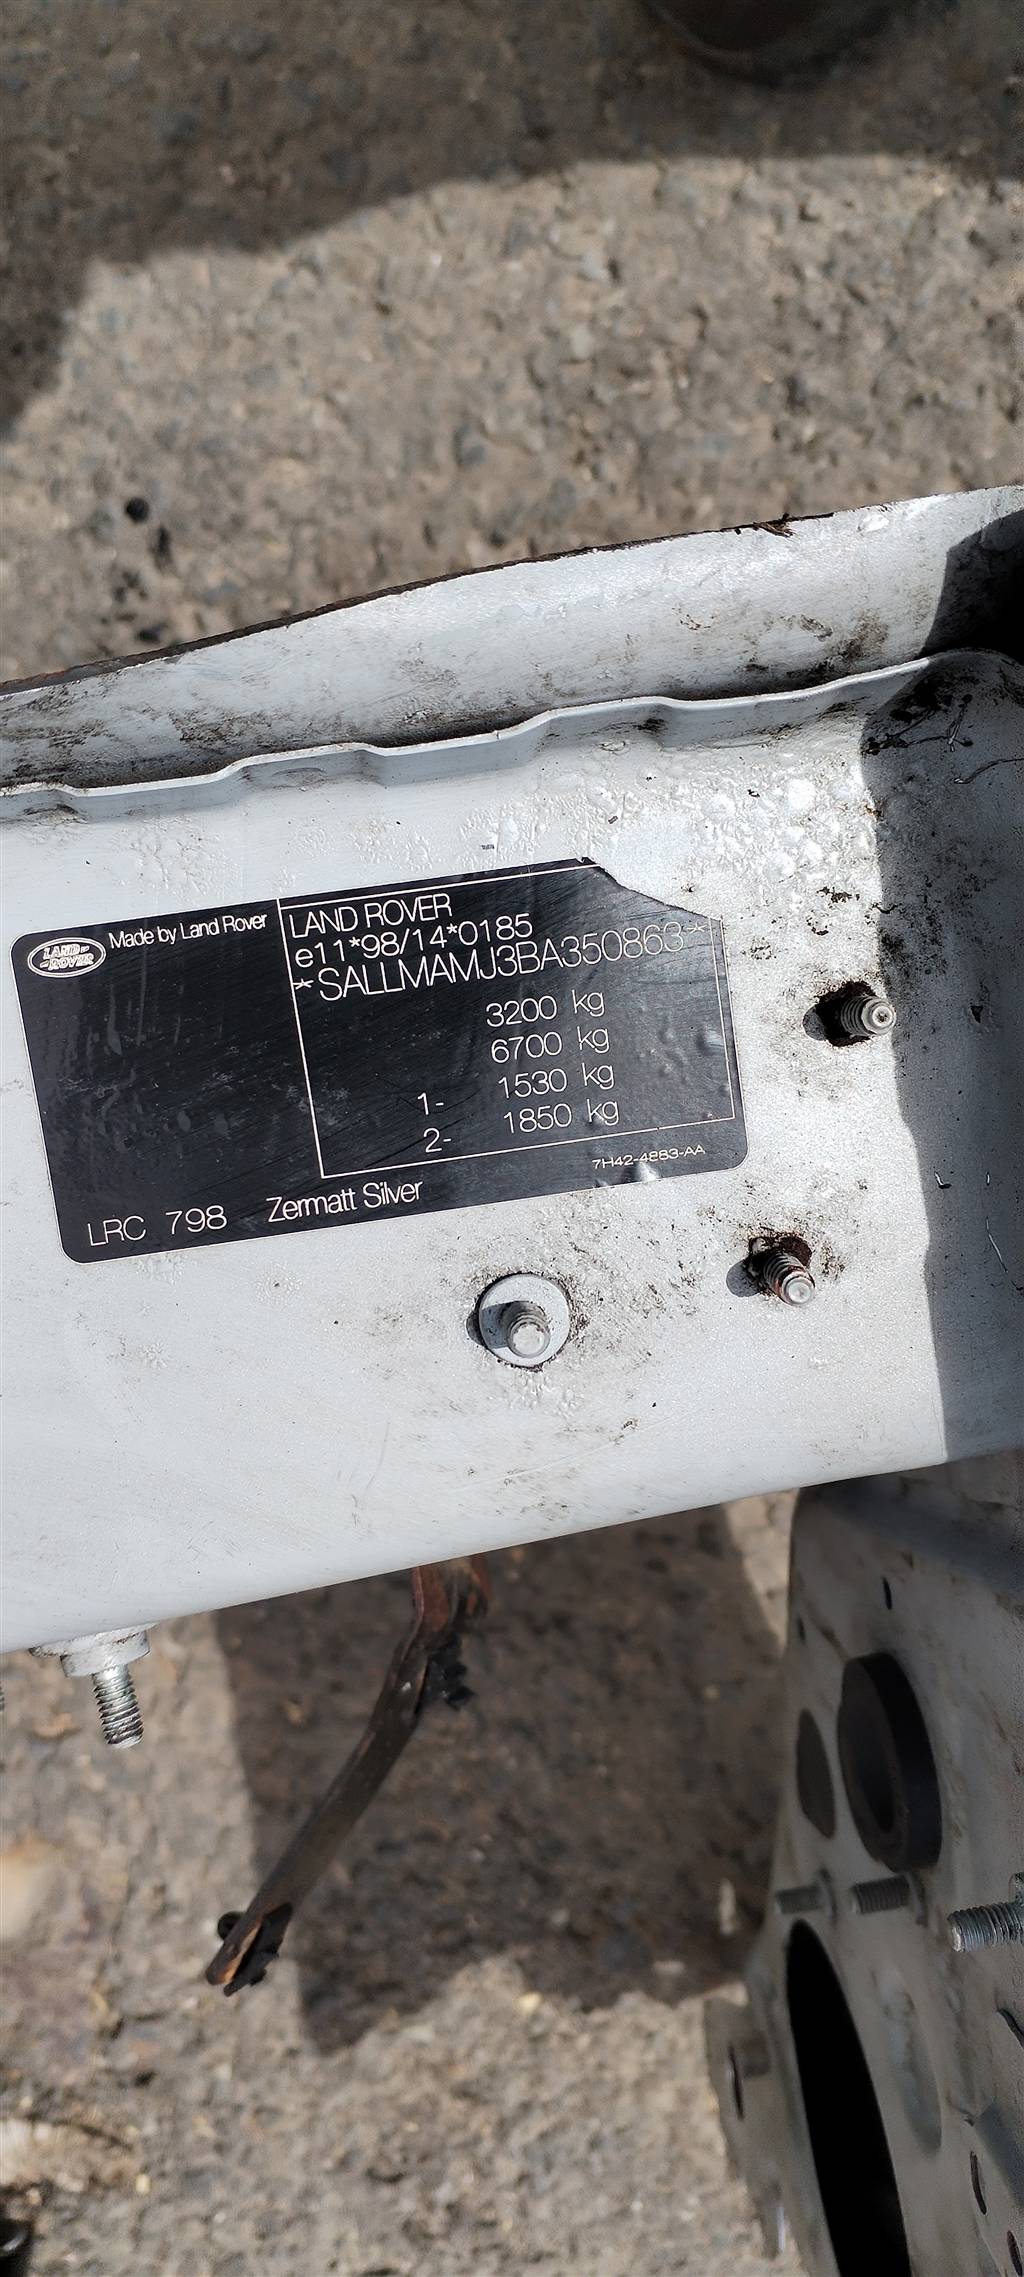 LAND ROVER
Made by Land Rover
LAND ROVER
e11*98/14*0185
*SALLMAMJ3BA350863*
3200 kg
6700 kg
1- 1530 kg
2- 1850 kg
7H42-4883-AA
LRC 798 Zermatt Silver